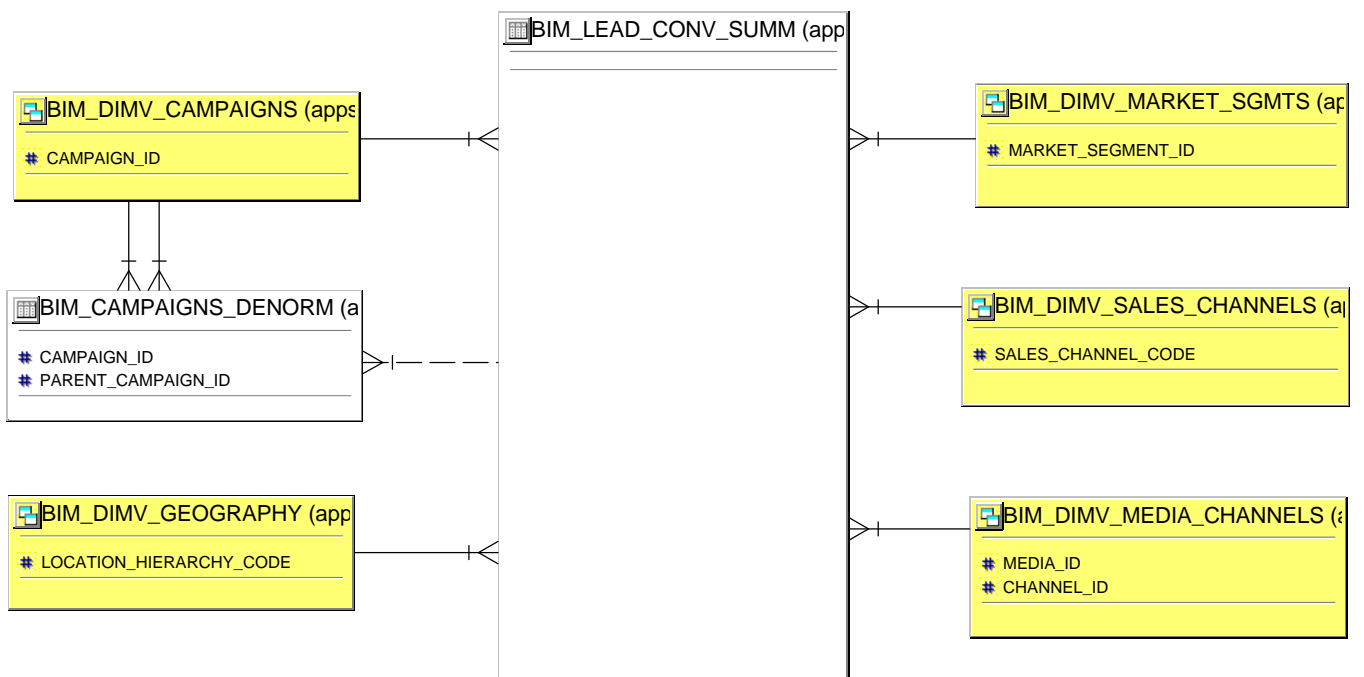 BIM_LEAD_CONV_SUMM (app
BIM_DIMV_CAMPAIGNS (apps
# CAMPAIGN_ID
BIM_CAMPAIGNS_DENORM (a
# CAMPAIGN_ID
# PARENT_CAMPAIGN_ID
BIM_DIMV_GEOGRAPHY (app
# LOCATION_HIERARCHY_CODE
BIM_DIMV_MARKET_SGMTS (ap
# MARKET_SEGMENT_ID
BIM_DIMV_SALES_CHANNELS (a
# SALES_CHANNEL_CODE
BIM_DIMV_MEDIA_CHANNELS (a
# MEDIA_ID
# CHANNEL_ID